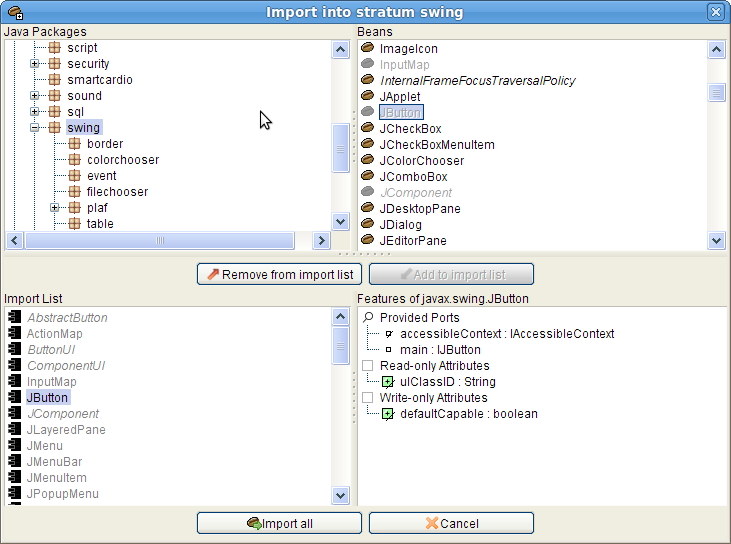 Import into stratum swing
Java Packages
script
security
smartcardio
sound
sql
swing
border
colorchooser
event
filechooser
plaf
table
Beans
ImageIcon
InputMap
InternalFrameFocusTraversalPolicy
JApplet
JButton
JCheckBox
JCheckBoxMenuItem
JColorChooser
JComboBox
JComponent
JDesktopPane
JDialog
JEditorPane
Remove from import list
Add to import list
Import List
AbstractButton
ActionMap
ButtonUI
ComponentUI
InputMap
JButton
JComponent
JLayeredPane
JMenu
JMenuBar
JMenuItem
JPopupMenu
Features of javax.swing.JButton
Provided Ports
accessibleContext : IAccessibleContext
main : IJButton
Read-only Attributes
uIClassID : String
Write-only Attributes
defaultCapable : boolean
Import all
Cancel